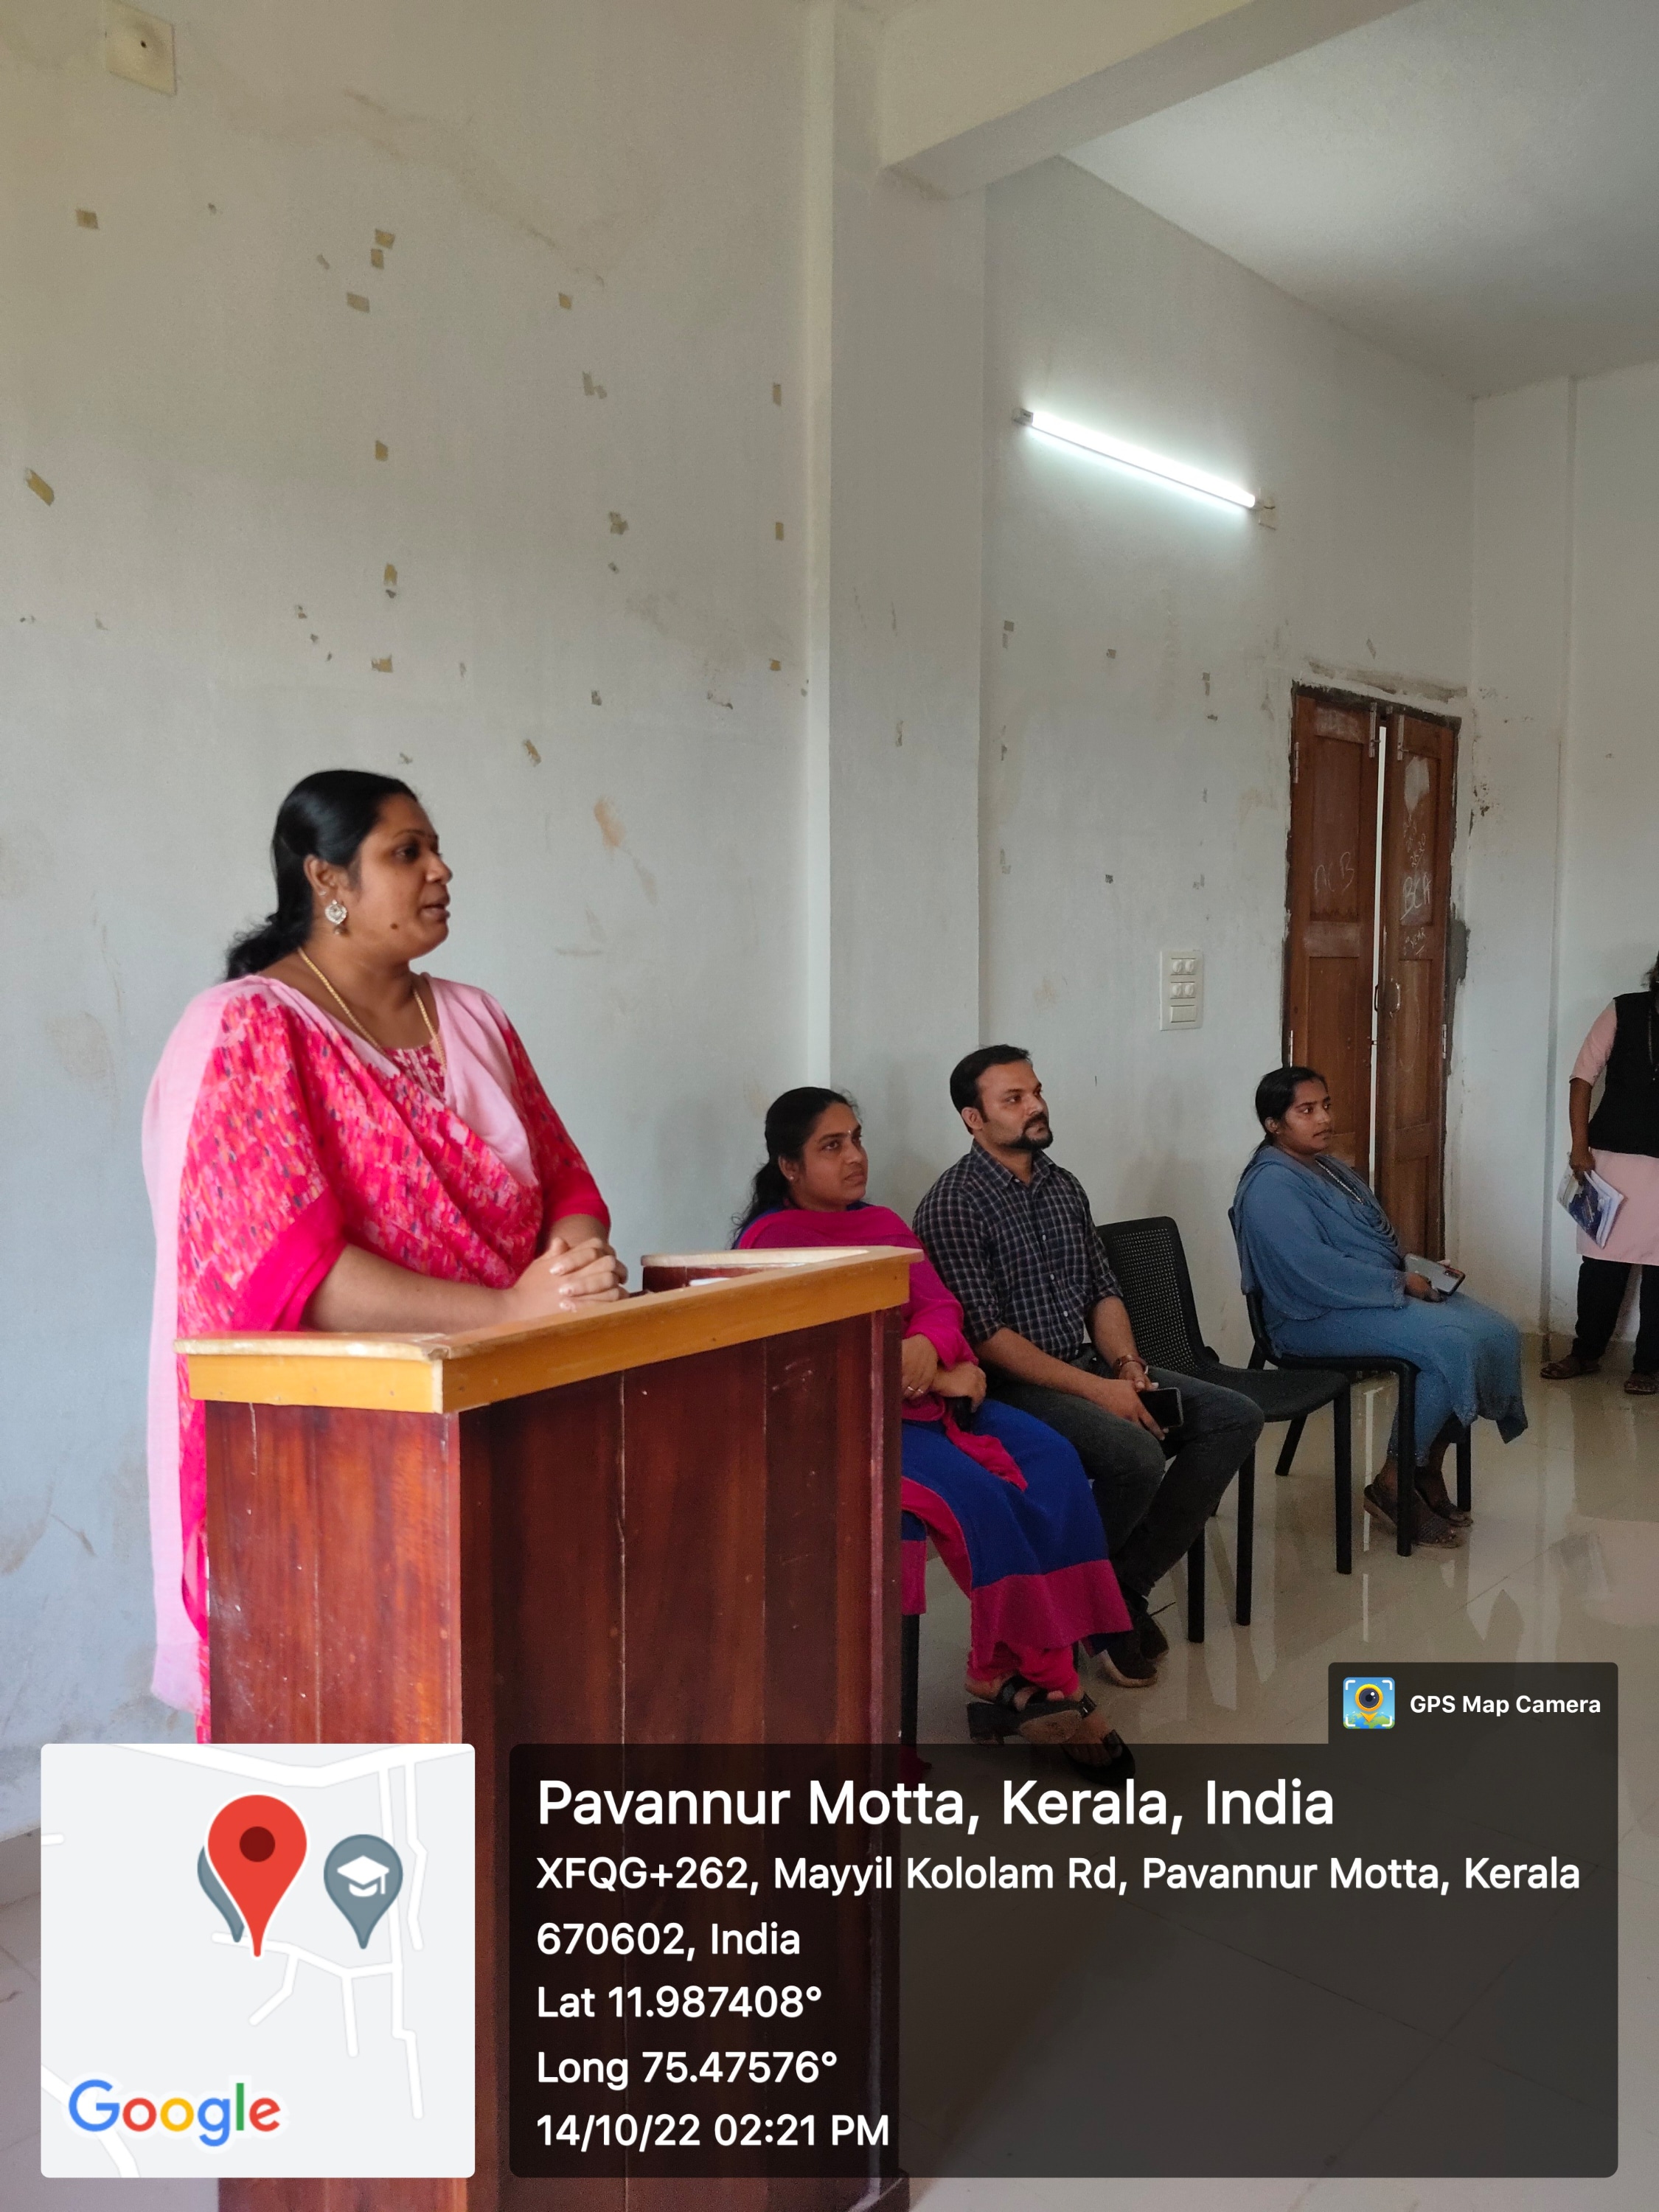 BCA
GPS Map Camera
Pavannur Motta, Kerala, India
XFQG+262, Mayyil Kololam Rd, Pavannur Motta, Kerala
670602, India
Lat 11.987408°
Long 75.47576°
14/10/22 02:21 PM
Google